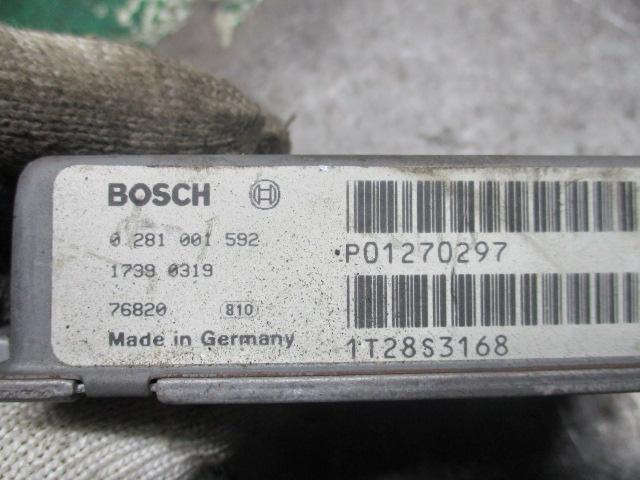 BOSCH
0 281 001 592
1739 0319
76820 810
Made in Germany
P01270297
1T28S3168